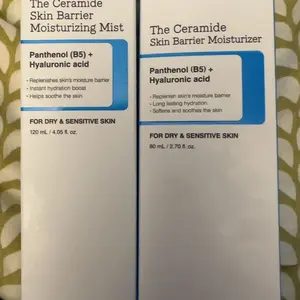 The Ceramide
Skin Barrier
Moisturizing Mist
Panthenol (B5) +
Hyaluronic acid
• Replenishes skin's moisture barrier
• Instant hydration boost
• Helps soothe the skin
FOR DRY & SENSITIVE SKIN
120 mL / 4.05 fl. oz.
The Ceramide
Skin Barrier Moisturizer
Panthenol (B5) +
Hyaluronic acid
• Replenish skin's moisture barrier
• Long lasting hydration
• Softens and soothes the skin
FOR DRY & SENSITIVE SKIN
80 mL / 2.70 fl. oz.